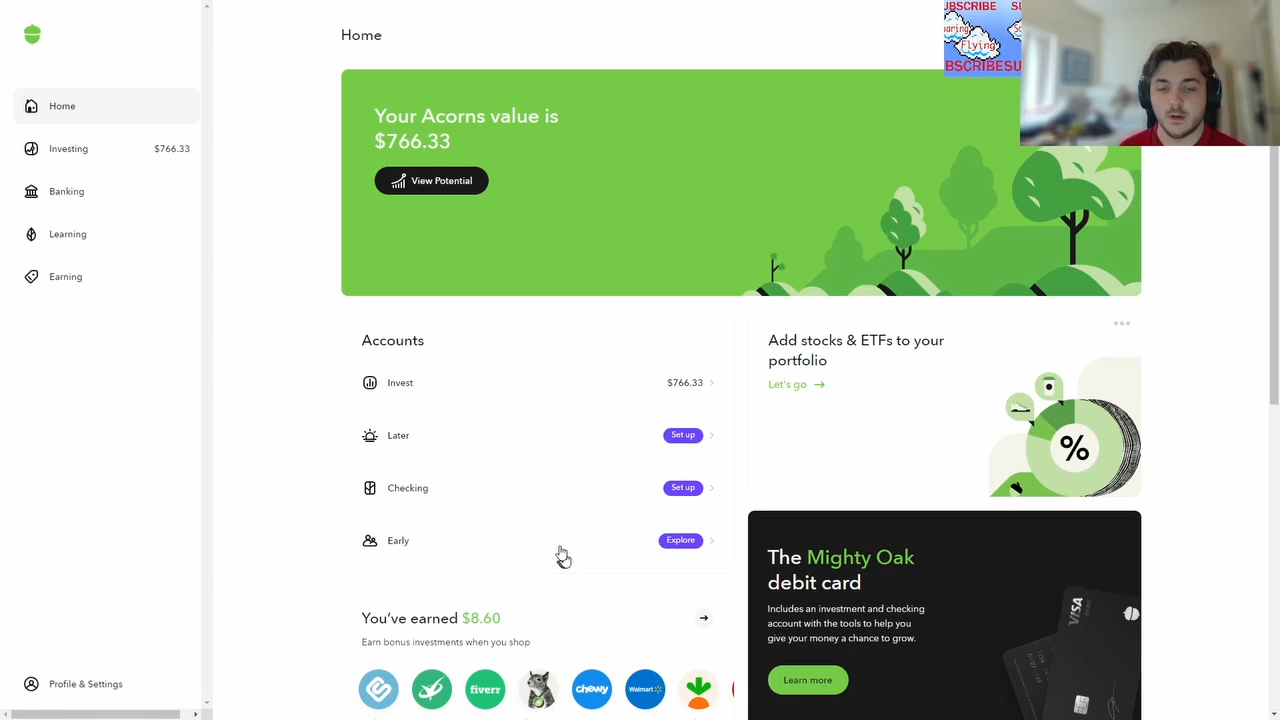 Home
Investing
$766.33
Banking
Learning
Earning
Profile & Settings
Home
Your Acorns value is
$766.33
View Potential
Accounts
Invest
$766.33
Later
Set up
Checking
Set up
Early
Explore
You've earned $8.60
Earn bonus investments when you shop
fiverr
chewy
Walmart
Add stocks & ETFs to your
portfolio
Let's go
%
The Mighty Oak
debit card
Includes an investment and checking
account with the tools to help you
give your money a chance to grow.
Learn more
VISA
Flying